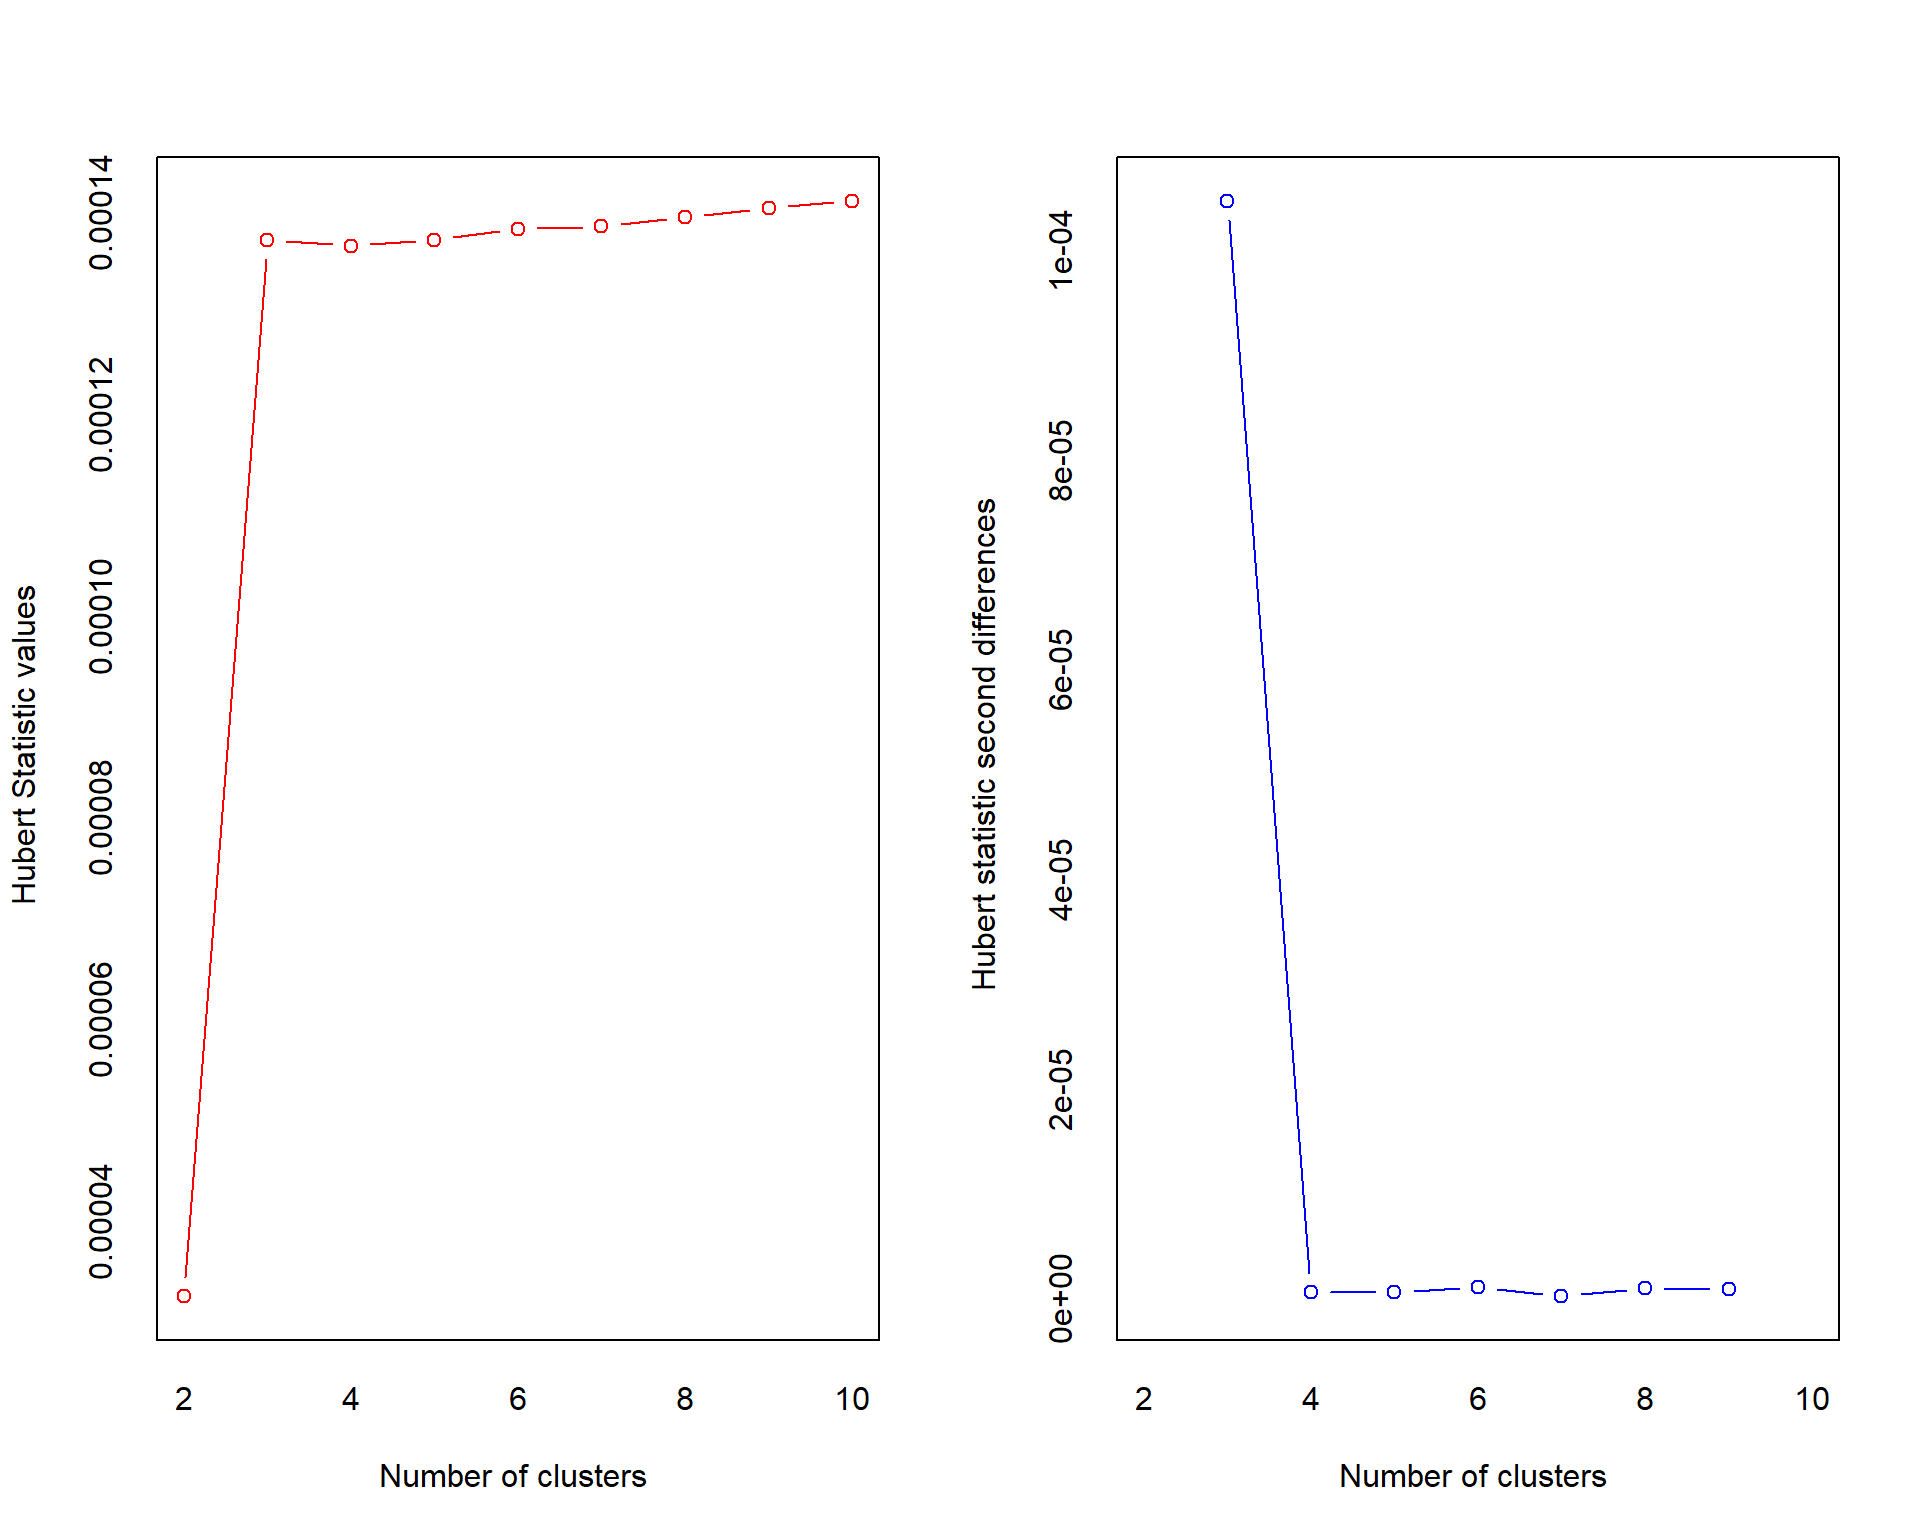 Hubert Statistic values
0.00014
0.00012
0.00010
0.00008
0.00006
0.00004
2 4 6 8 10
Number of clusters
Hubert statistic second differences
1e-04
8e-05
6e-05
4e-05
2e-05
0e+00
2 4 6 8 10
Number of clusters